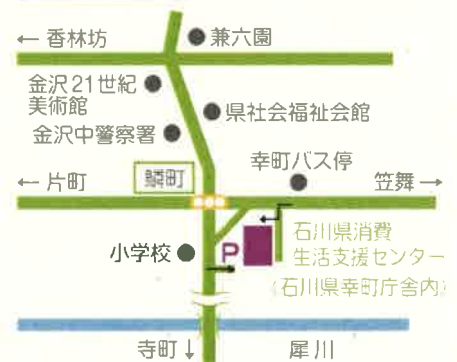 ← 香林坊
兼六園
金沢21世紀
美術館
県社会福祉会館
金沢中警察署
幸町バス停
← 片町
鱗町
笠舞 →
小学校
P
石川県消費
生活支援センター
(石川県幸町庁舎内)
寺町 ↓
犀川